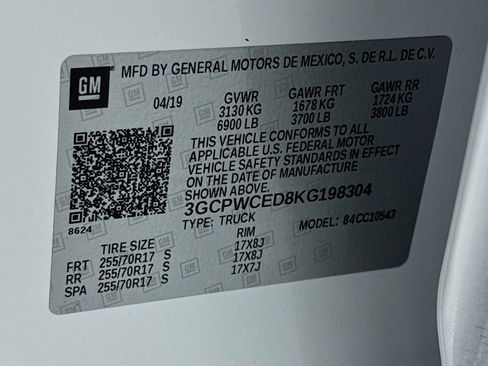 GM
MFD BY GENERAL MOTORS DE MEXICO, S. DE R.L. DE C.V.
04/19 GVWR GAWR FRT GAWR RR
3130 KG 1678 KG 1724 KG
6900 LB 3700 LB 3800 LB
THIS VEHICLE CONFORMS TO ALL
APPLICABLE U.S. FEDERAL MOTOR
VEHICLE SAFETY STANDARDS IN EFFECT
ON THE DATE OF MANUFACTURE
SHOWN ABOVE.
3GCPWCED8KG198304
8624 TYPE: TRUCK MODEL: 84CC10543
TIRE SIZE RIM
FRT 255/70R17 S 17X8J
RR 255/70R17 S 17X8J
SPA 255/70R17 S 17X7J